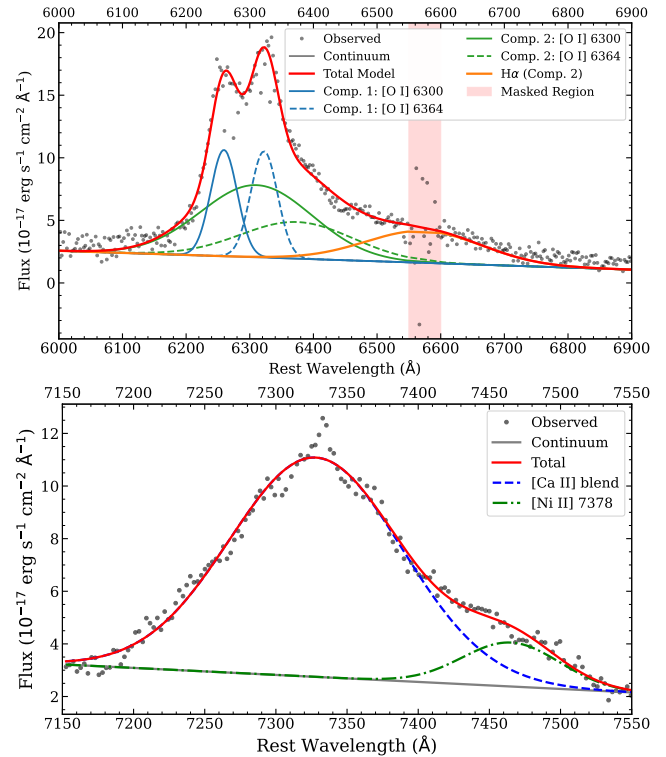 6000 6100 6200 6300 6400 6500 6600 6700 6800 6900
20
15
10
5
0
Flux (10⁻¹⁷ erg s⁻¹ cm⁻² Å⁻¹)
Observed
Continuum
Total Model
Comp. 1: [O I] 6300
Comp. 1: [O I] 6364
Comp. 2: [O I] 6300
Comp. 2: [O I] 6364
Hα (Comp. 2)
Masked Region
6000 6100 6200 6300 6400 6500 6600 6700 6800 6900
Rest Wavelength (Å)
7150 7200 7250 7300 7350 7400 7450 7500 7550
12
10
8
6
4
2
Flux (10⁻¹⁷ erg s⁻¹ cm⁻² Å⁻¹)
Observed
Continuum
Total
[Ca II] blend
[Ni II] 7378
7150 7200 7250 7300 7350 7400 7450 7500 7550
Rest Wavelength (Å)